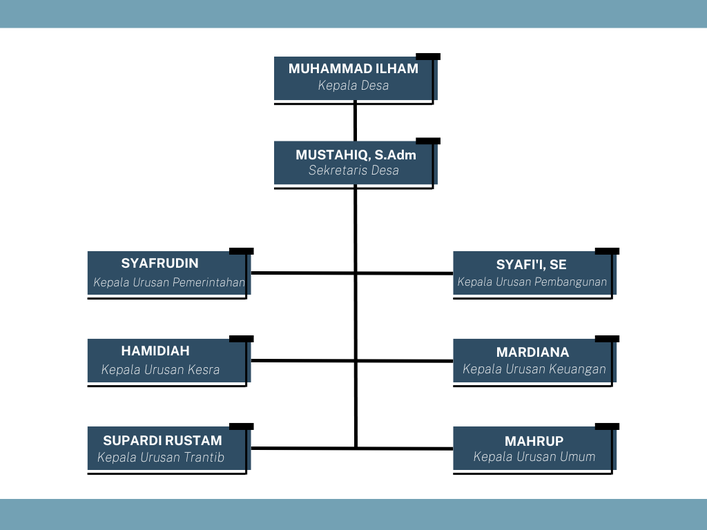 MUHAMMAD ILHAM
Kepala Desa
MUSTAHIQ, S.Adm
Sekretaris Desa
SYAFRUDIN
Kepala Urusan Pemerintahan
SYAFI'I, SE
Kepala Urusan Pembangunan
HAMIDIAH
Kepala Urusan Kesra
MARDIANA
Kepala Urusan Keuangan
SUPARDI RUSTAM
Kepala Urusan Trantib
MAHRUP
Kepala Urusan Umum